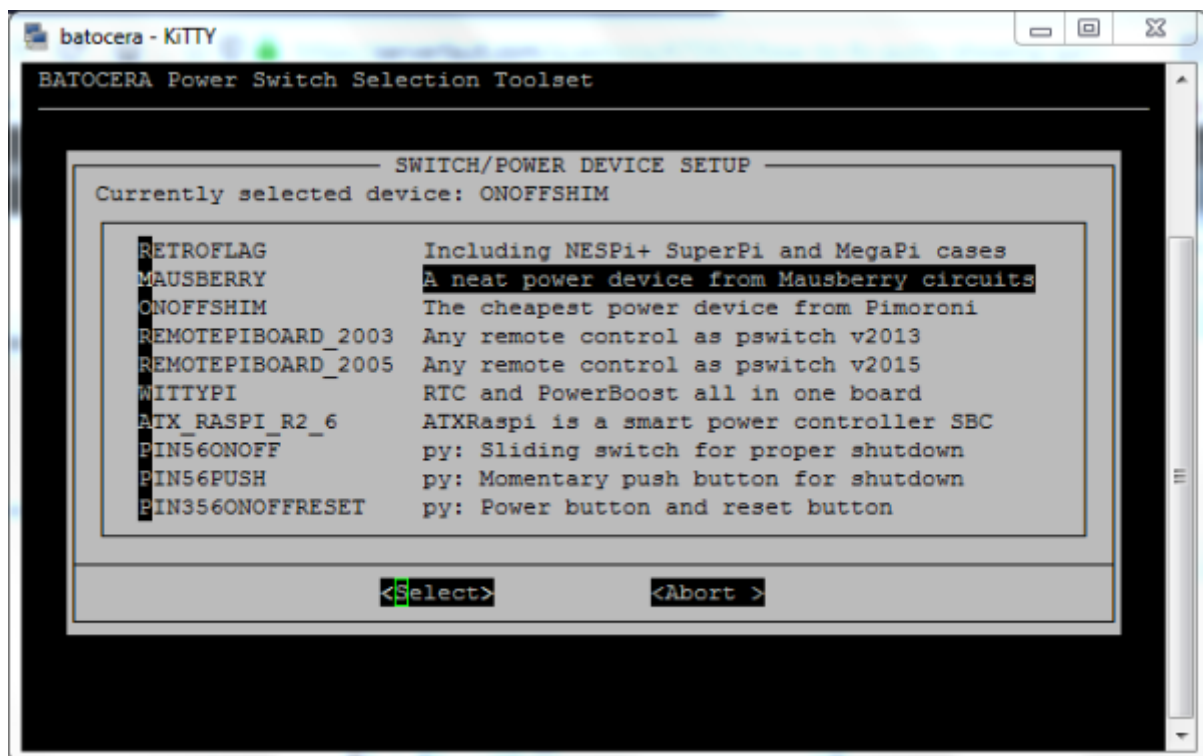 batocera - KiTTY
BATOCERA Power Switch Selection Toolset
SWITCH/POWER DEVICE SETUP
Currently selected device: ONOFFSHIM
RETROFLAG Including NESPi+ SuperPi and MegaPi cases
MAUSBERRY A neat power device from Mausberry circuits
ONOFFSHIM The cheapest power device from Pimoroni
REMOTEPIBOARD_2003 Any remote control as pswitch v2013
REMOTEPIBOARD_2005 Any remote control as pswitch v2015
WITTYPI RTC and PowerBoost all in one board
ATX_RASPI_R2_6 ATXRaspi is a smart power controller SBC
PIN56ONOFF py: Sliding switch for proper shutdown
PIN56PUSH py: Momentary push button for shutdown
PIN356ONOFFRESET py: Power button and reset button
<Select> <Abort >